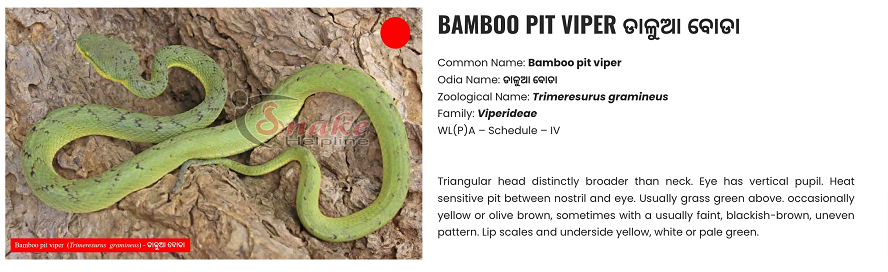 BAMBOO PIT VIPER ଡାଳୁଆ ବୋଡା
Common Name: Bamboo pit viper
Odia Name: ଡାଳୁଆ ବୋଡା
Zoological Name: Trimeresurus gramineus
Family: Viperideae
WL(P)A – Schedule – IV
Triangular head distinctly broader than neck. Eye has vertical pupil. Heat
sensitive pit between nostril and eye. Usually grass green above. occasionally
yellow or olive brown, sometimes with a usually faint, blackish-brown, uneven
pattern. Lip scales and underside yellow, white or pale green.
Snake
Helpline
Bamboo pit viper (Trimeresurus gramineus) - ଡାଳୁଆ ବୋଡା